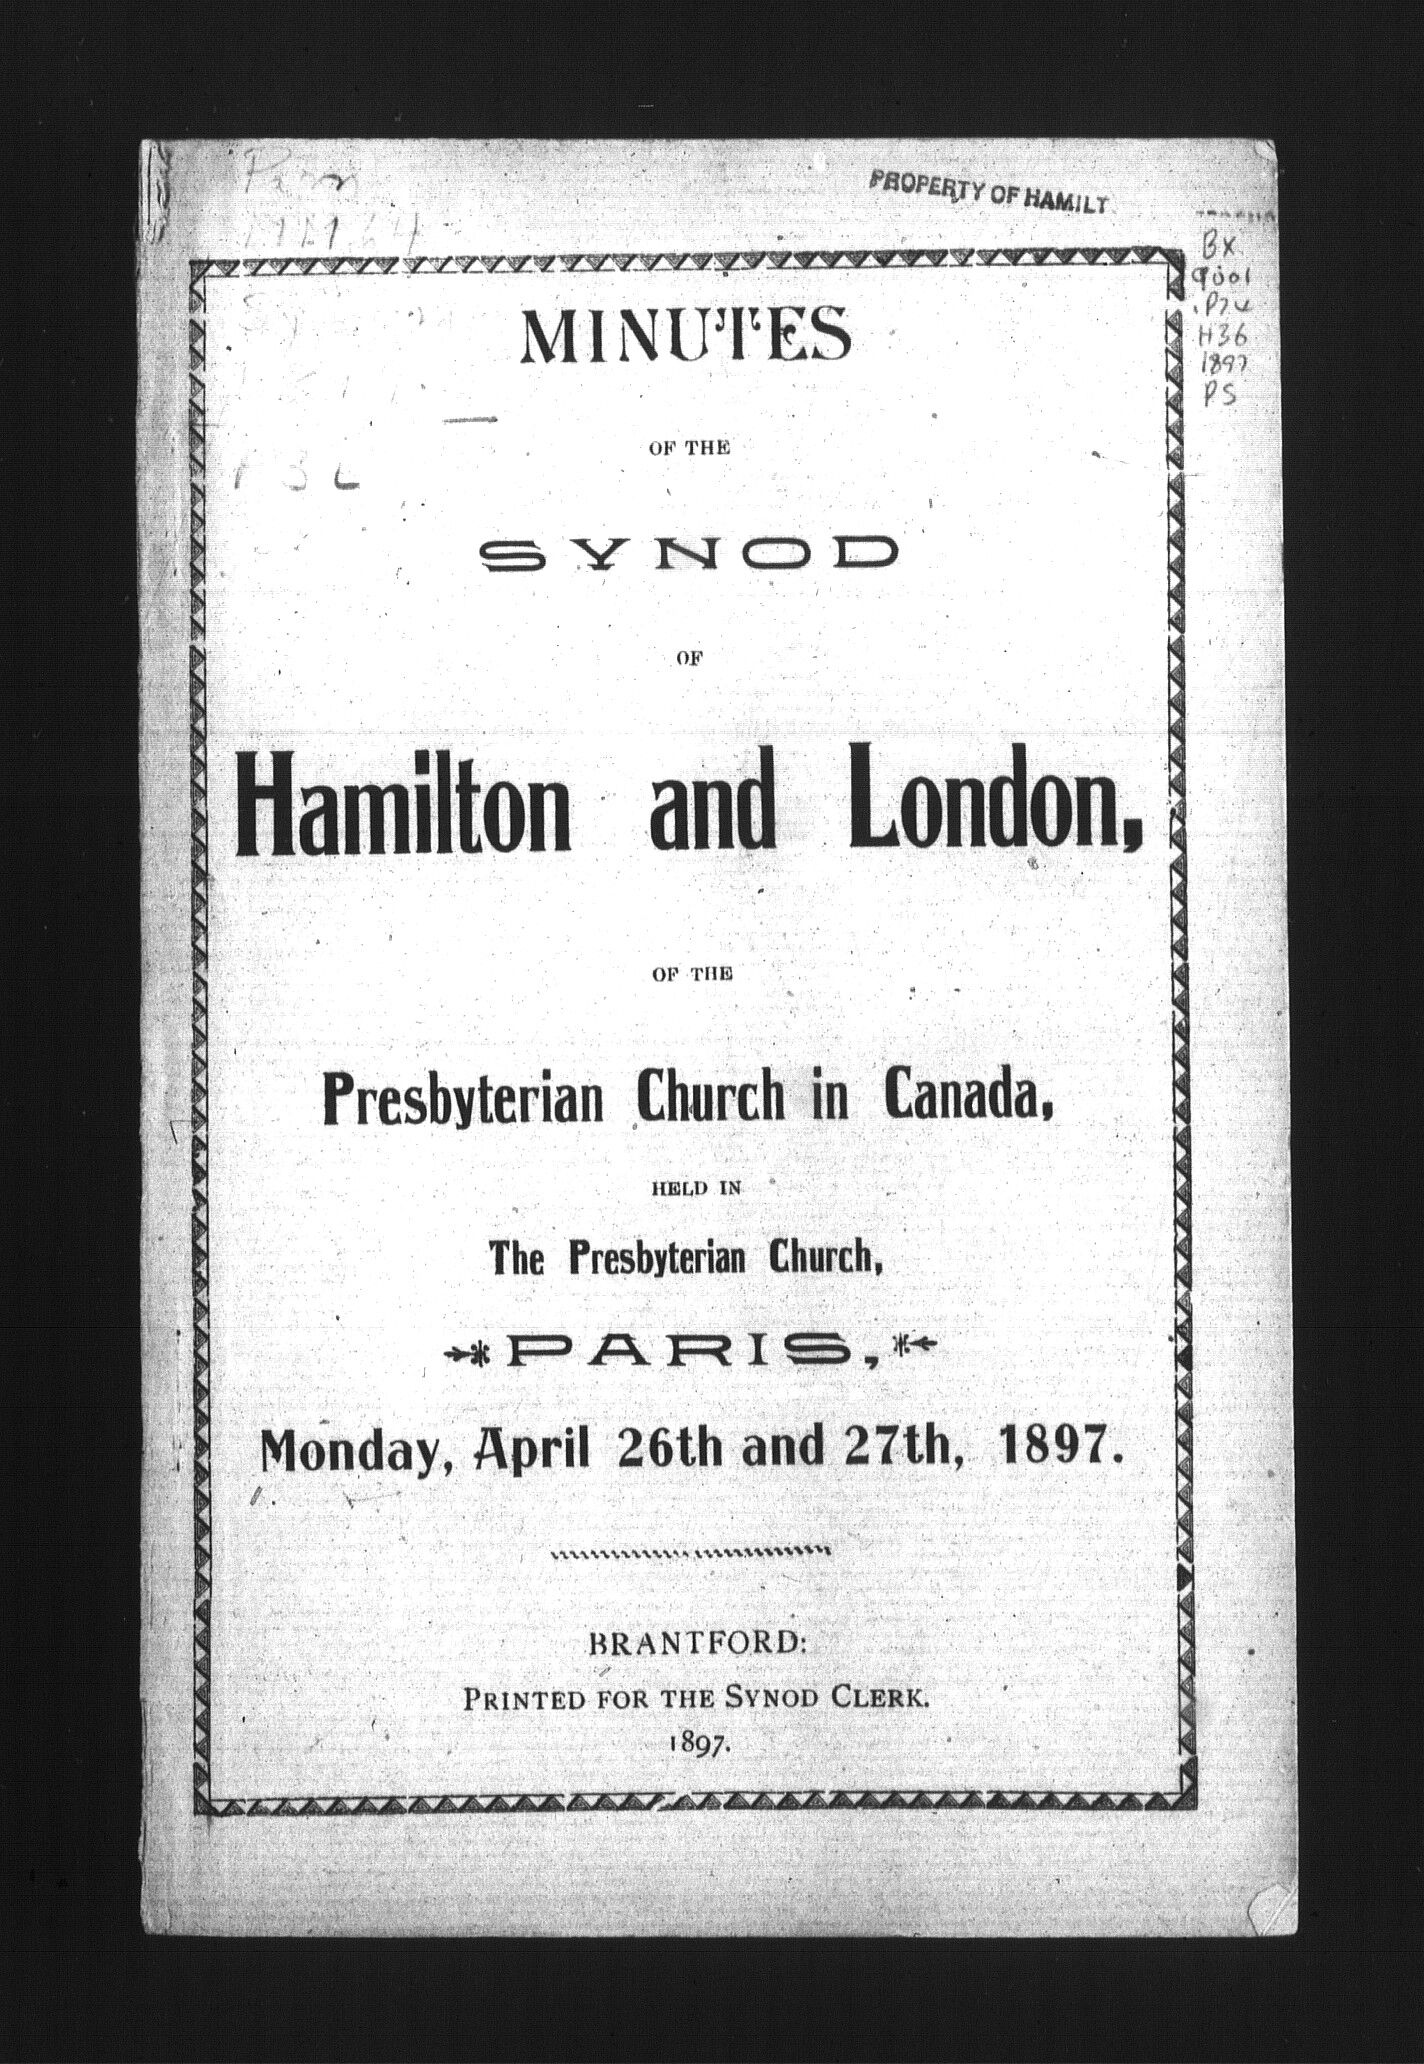 PROPERTY OF HAMILT
BX
9001
.P74
H36
1897
PS
MINUTES
OF THE
SYNOD
OF
Hamilton and London,
OF THE
Presbyterian Church in Canada,
HELD IN
The Presbyterian Church,
PARIS,
Monday, April 26th and 27th, 1897.
BRANTFORD:
PRINTED FOR THE SYNOD CLERK.
1897.